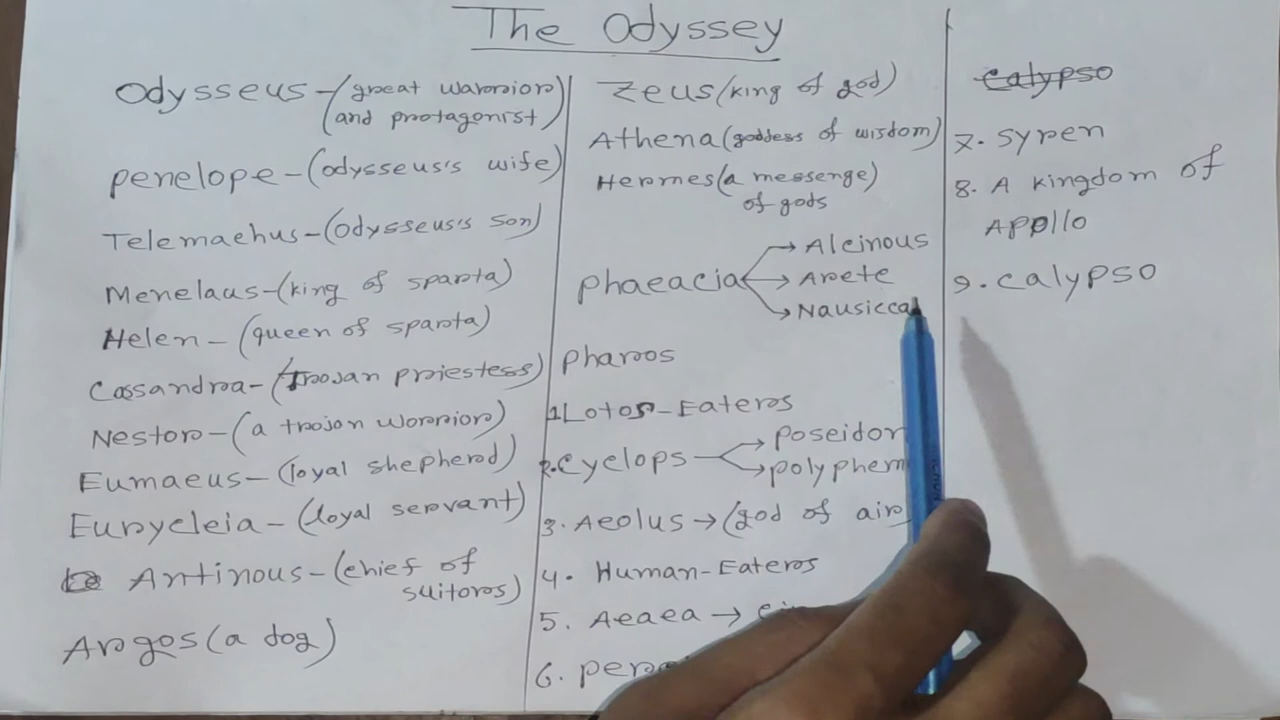 The Odyssey
Odysseus - (great warrior
and protagonist)
Penelope - (odysseus's wife)
Telemachus - (Odysseus's son)
Menelaus - (king of sparta)
Helen - (queen of sparta)
Cassandra - (Trojan priestess)
Nestor - (a trojan worrior)
Eumaeus - (loyal shepherd)
Eurycleia - (loyal servant)
Antinous - (chief of
suitors)
Argos (a dog)
Zeus (king of god)
Athena (goddess of wisdom)
Hermes (a messenge)
of gods
Phaeacia → Alcinous
→ Arete
→ Nausicca
Pharos
1. Lotos-Eaters
2. Cyclops → Poseidon
→ Polyphem
3. Aeolus → (god of air)
4. Human-Eaters
5. Aeaea →
6.
Calypso
7. Syren
8. A kingdom of
Appllo
9. Calypso